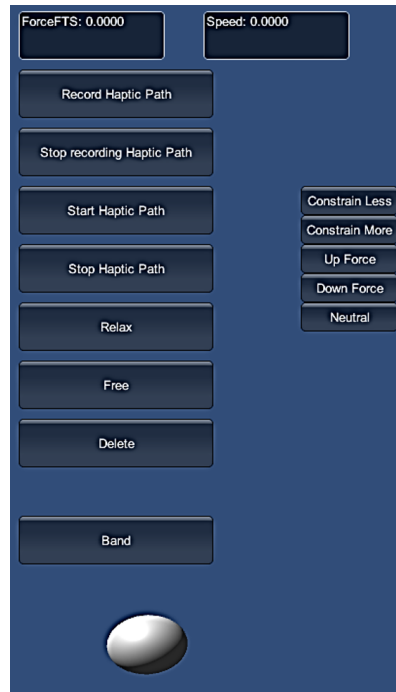 ForceFTS: 0.0000
Speed: 0.0000
Record Haptic Path
Stop recording Haptic Path
Start Haptic Path
Stop Haptic Path
Relax
Free
Delete
Band
Constrain Less
Constrain More
Up Force
Down Force
Neutral